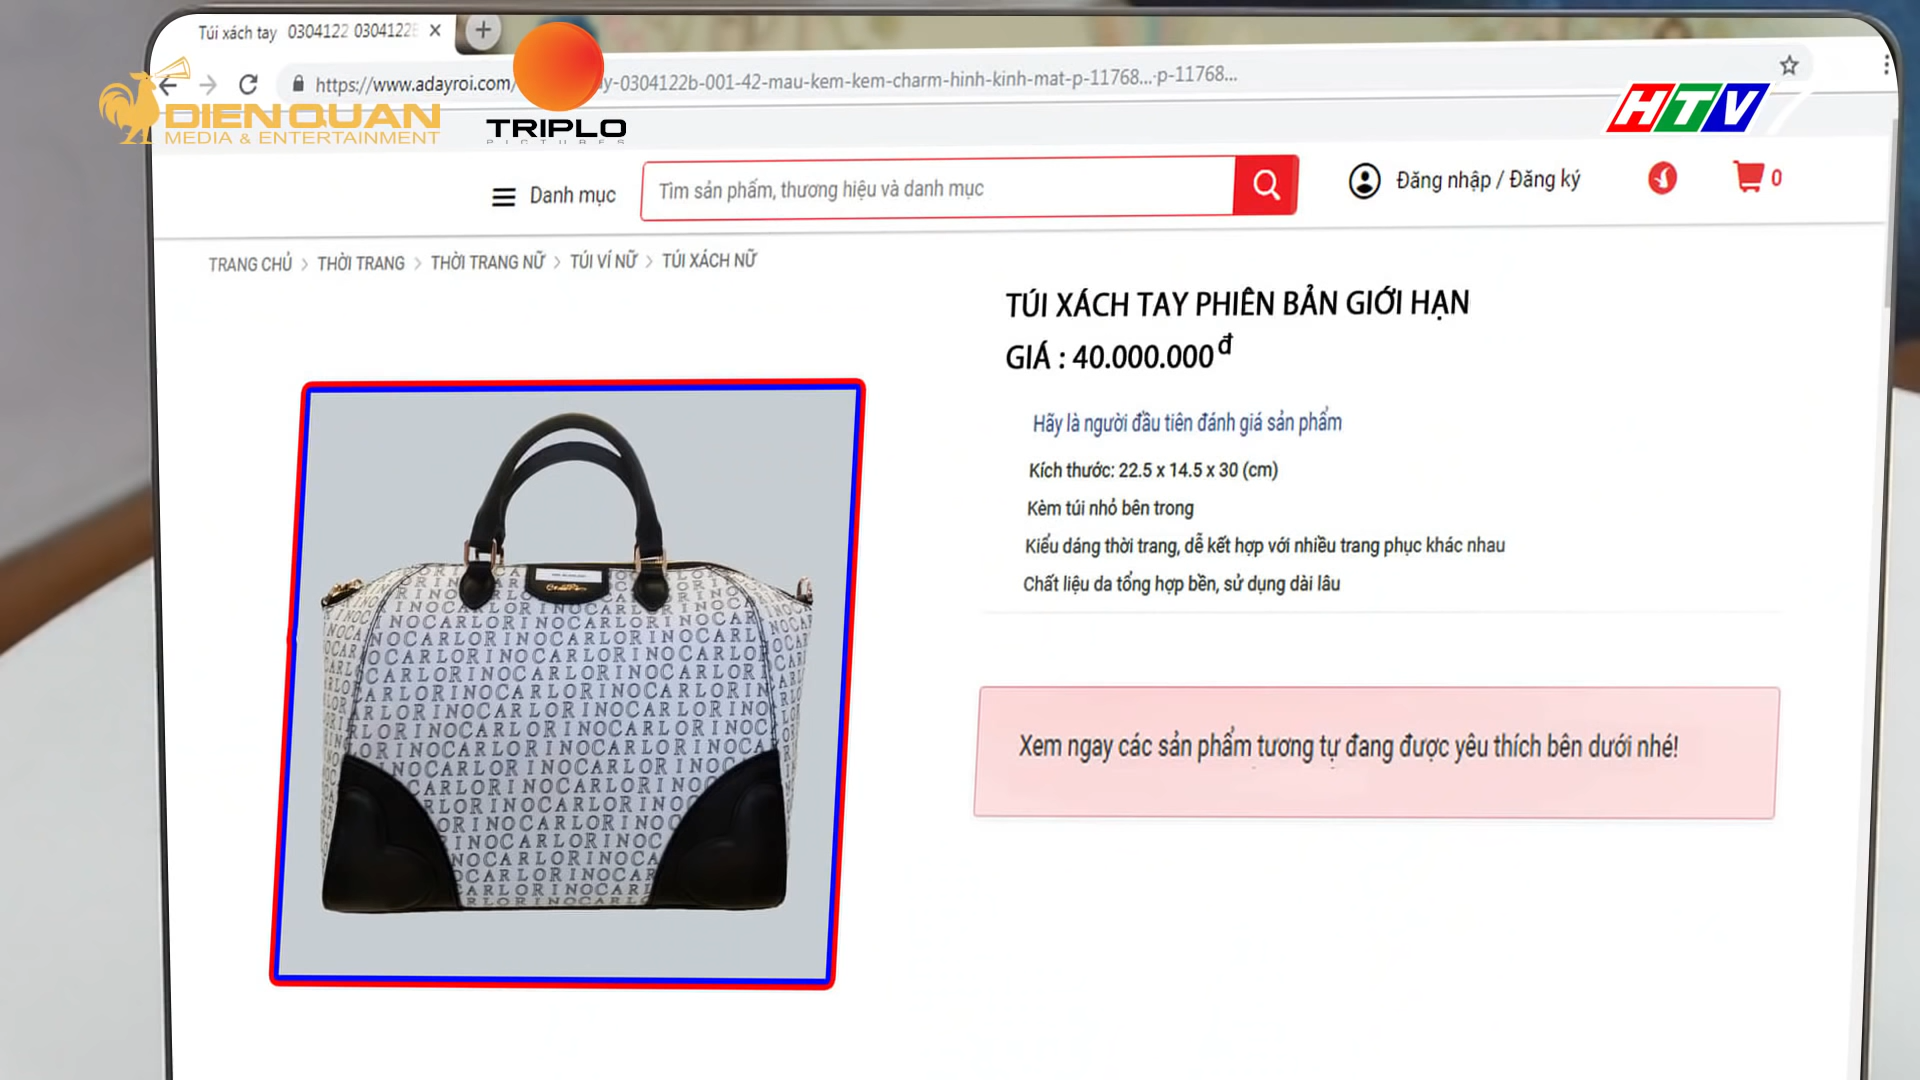 Túi xách tay 0304122 0304122
https://www.adayroi.com/
y-0304122b-001-42-mau-kem-kem-charm-hinh-kinh-mat-p-11768...-p-11768...
DIENQUAN
MEDIA & ENTERTAINMENT
TRIPLO
PICTURES
HTV7
Danh mục
Tìm sản phẩm, thương hiệu và danh mục
Đăng nhập / Đăng ký
0
TRANG CHỦ > THỜI TRANG > THỜI TRANG NỮ > TÚI VÍ NỮ > TÚI XÁCH NỮ
TÚI XÁCH TAY PHIÊN BẢN GIỚI HẠN
GIÁ : 40.000.000đ
Hãy là người đầu tiên đánh giá sản phẩm
Kích thước: 22.5 x 14.5 x 30 (cm)
Kèm túi nhỏ bên trong
Kiểu dáng thời trang, dễ kết hợp với nhiều trang phục khác nhau
Chất liệu da tổng hợp bền, sử dụng dài lâu
Xem ngay các sản phẩm tương tự đang được yêu thích bên dưới nhé!
CARLORINOCARLORINOCARL